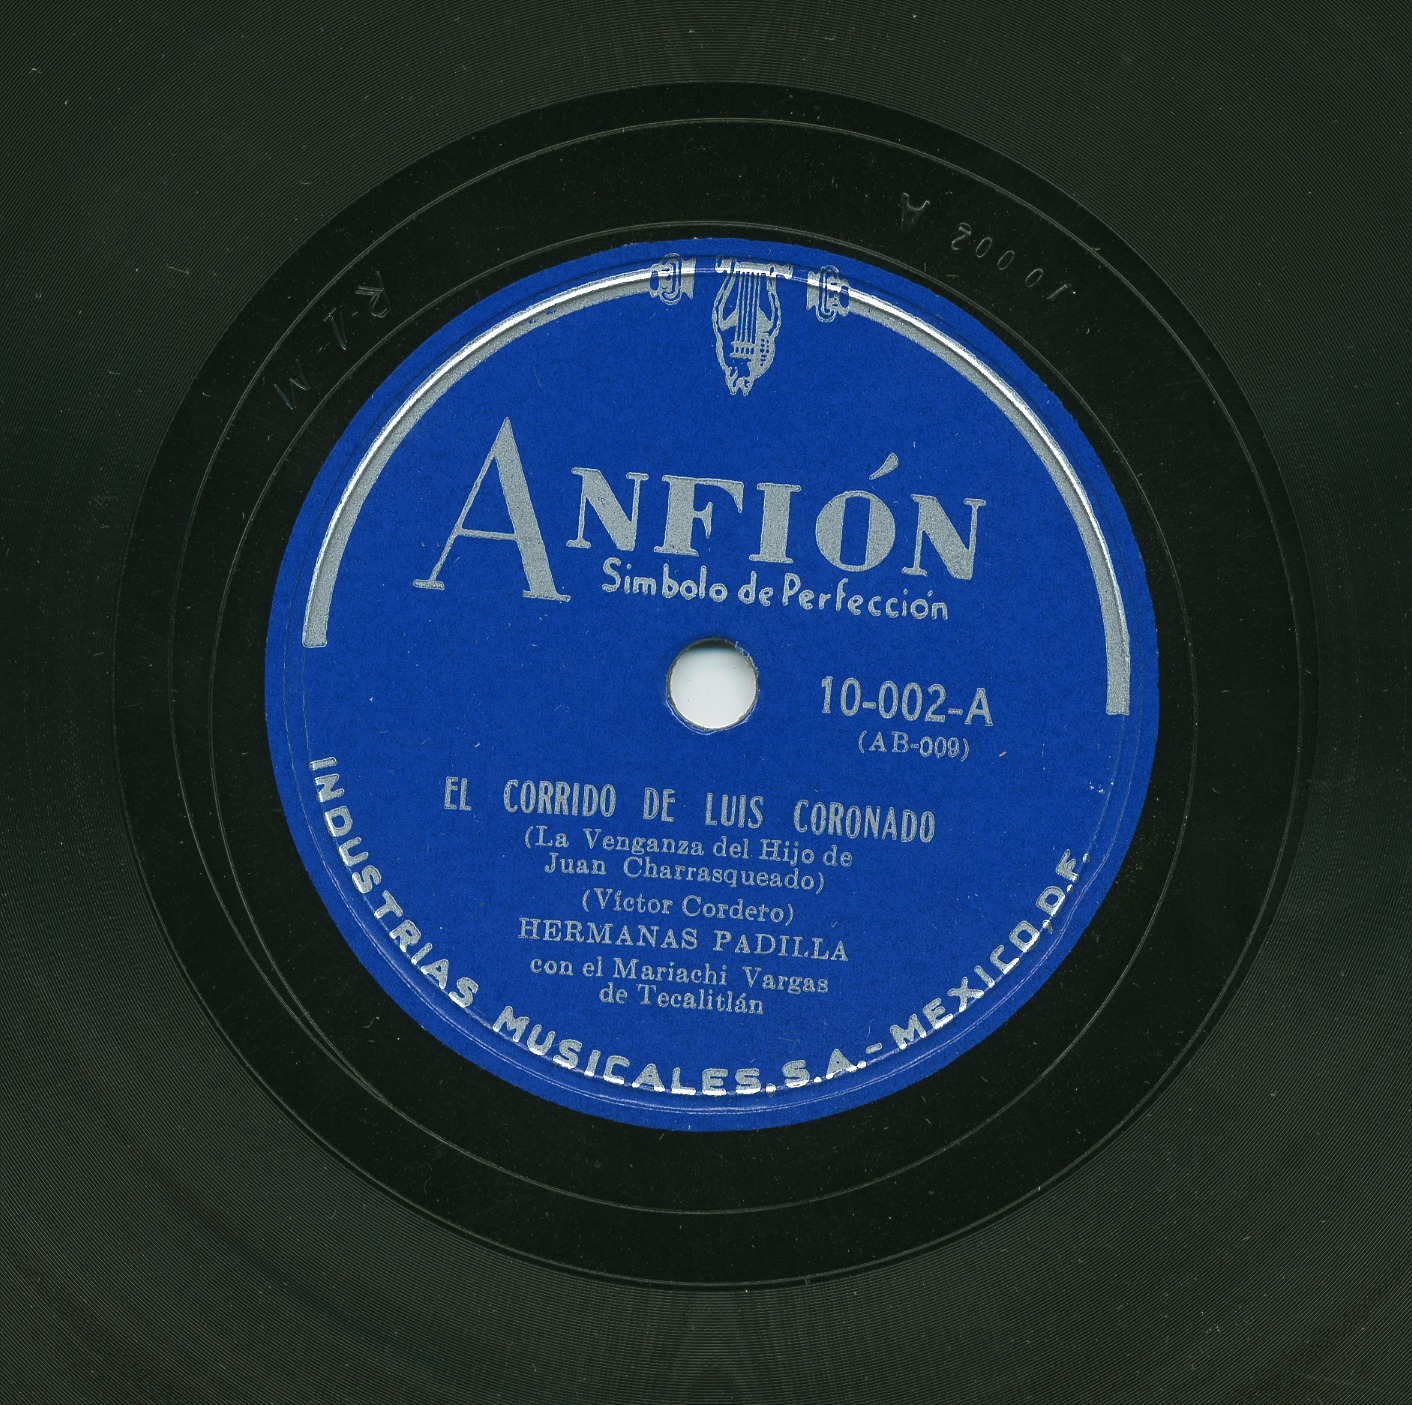 ANFIÓN
Simbolo de Perfección
10-002-A
(AB-009)
EL CORRIDO DE LUIS CORONADO
(La Venganza del Hijo de
Juan Charrasqueado)
(Víctor Cordero)
HERMANAS PADILLA
con el Mariachi Vargas
de Tecalitlán
INDUSTRIAS MUSICALES, S.A.-MEXICO, D.F.
10002 A
R-1-M